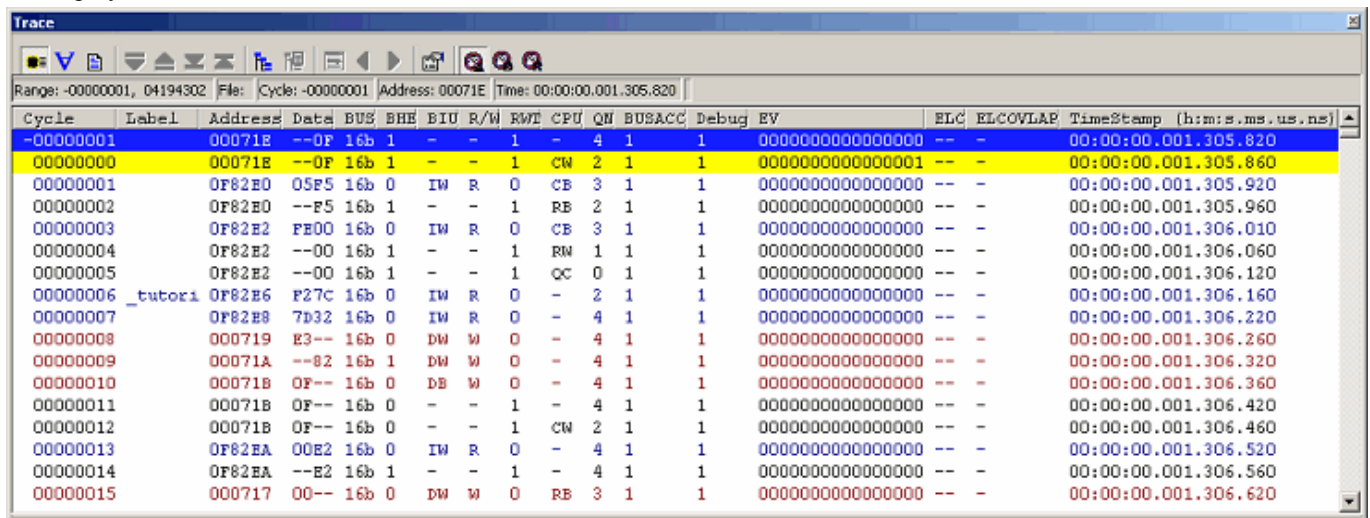 Trace
Range: -00000001, 04194302 File: Cycle: -00000001 Address: 00071E Time: 00:00:00.001.305.820
Cycle Label Address Data BUS BHE BIU R/W RWT CPU QN BUSACC Debug EV ELC ELCOVLAP TimeStamp (h:m:s.ms.us.ns)
-00000001 00071E --0F 16b 1 - - 1 - 4 1 1 0000000000000000 -- - 00:00:00.001.305.820
00000000 00071E --0F 16b 1 - - 1 CW 2 1 1 0000000000000001 -- - 00:00:00.001.305.860
00000001 0F82E0 05F5 16b 0 IW R 0 CB 3 1 1 0000000000000000 -- - 00:00:00.001.305.920
00000002 0F82E0 --F5 16b 1 - - 1 RB 2 1 1 0000000000000000 -- - 00:00:00.001.305.960
00000003 0F82E2 FE00 16b 0 IW R 0 CB 3 1 1 0000000000000000 -- - 00:00:00.001.306.010
00000004 0F82E2 --00 16b 1 - - 1 RW 1 1 1 0000000000000000 -- - 00:00:00.001.306.060
00000005 0F82E2 --00 16b 1 - - 1 QC 0 1 1 0000000000000000 -- - 00:00:00.001.306.120
00000006 _tutori 0F82E6 F27C 16b 0 IW R 0 - 2 1 1 0000000000000000 -- - 00:00:00.001.306.160
00000007 0F82E8 7D32 16b 0 IW R 0 - 4 1 1 0000000000000000 -- - 00:00:00.001.306.220
00000008 000719 E3-- 16b 0 DW W 0 - 4 1 1 0000000000000000 -- - 00:00:00.001.306.260
00000009 00071A --82 16b 1 DW W 0 - 4 1 1 0000000000000000 -- - 00:00:00.001.306.320
00000010 00071B 0F-- 16b 0 DB W 0 - 4 1 1 0000000000000000 -- - 00:00:00.001.306.360
00000011 00071B 0F-- 16b 0 - - 1 - 4 1 1 0000000000000000 -- - 00:00:00.001.306.420
00000012 00071B 0F-- 16b 0 - - 1 CW 2 1 1 0000000000000000 -- - 00:00:00.001.306.460
00000013 0F82EA 00E2 16b 0 IW R 0 - 4 1 1 0000000000000000 -- - 00:00:00.001.306.520
00000014 0F82EA --E2 16b 1 - - 1 - 4 1 1 0000000000000000 -- - 00:00:00.001.306.560
00000015 000717 00-- 16b 0 DW W 0 RB 3 1 1 0000000000000000 -- - 00:00:00.001.306.620